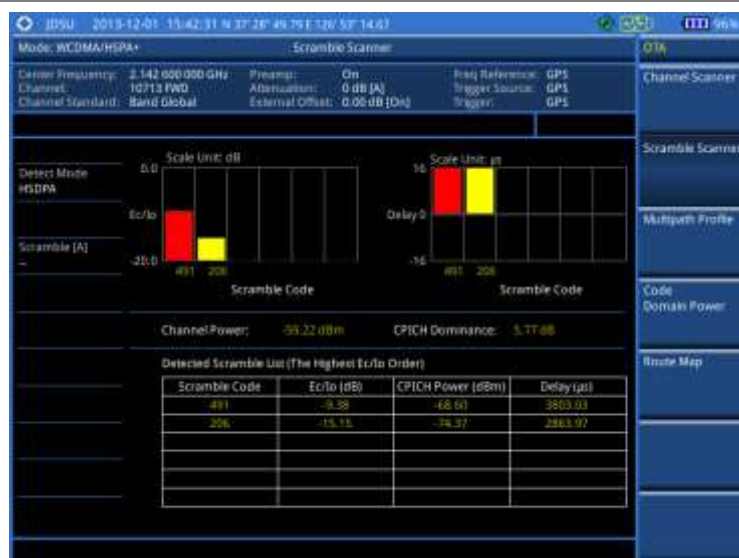 JDSU 2013-12-01 15:42:31 N 37° 28' 49.79 E 126° 53' 14.67 96%
Mode: WCDMA/HSPA+ Scramble Scanner OTA
Center Frequency: 2.142 600 000 GHz Preamp: On Freq Reference: GPS
Channel: 10713 FWD Attenuation: 0 dB [A] Trigger Source: GPS
Channel Standard: Band Global External Offset: 0.00 dB [On] Trigger: GPS
Channel Scanner
Scramble Scanner
Multipath Profile
Code
Domain Power
Route Map
Detect Mode
HSDPA
Scramble [A]
--
Scale Unit: dB
0.0
Ec/Io
-20.0
491 206
Scramble Code
Scale Unit: µs
16
Delay 0
-16
491 206
Scramble Code
Channel Power: -59.22 dBm CPICH Dominance: 5.77 dB
Detected Scramble List (The Highest Ec/Io Order)
Scramble Code Ec/Io (dB) CPICH Power (dBm) Delay (µs)
491 -9.38 -68.60 3803.03
206 -15.15 -74.37 2863.97